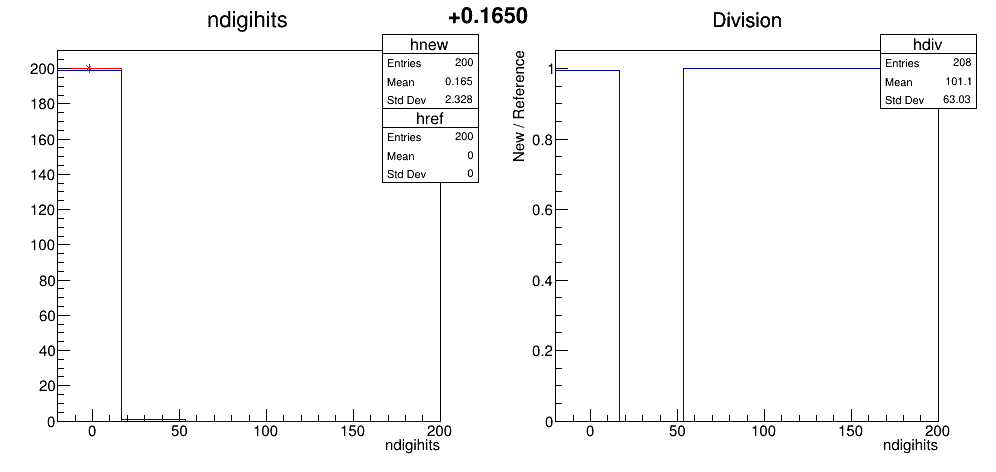 +0.1650
ndigihits
hnew
Entries 200
Mean 0.165
Std Dev 2.328
href
Entries 200
Mean 0
Std Dev 0
200
180
160
140
120
100
80
60
40
20
0
0 50 100 150 200
ndigihits
Division
hdiv
Entries 208
Mean 101.1
Std Dev 63.03
New / Reference
1
0.8
0.6
0.4
0.2
0
0 50 100 150 200
ndigihits